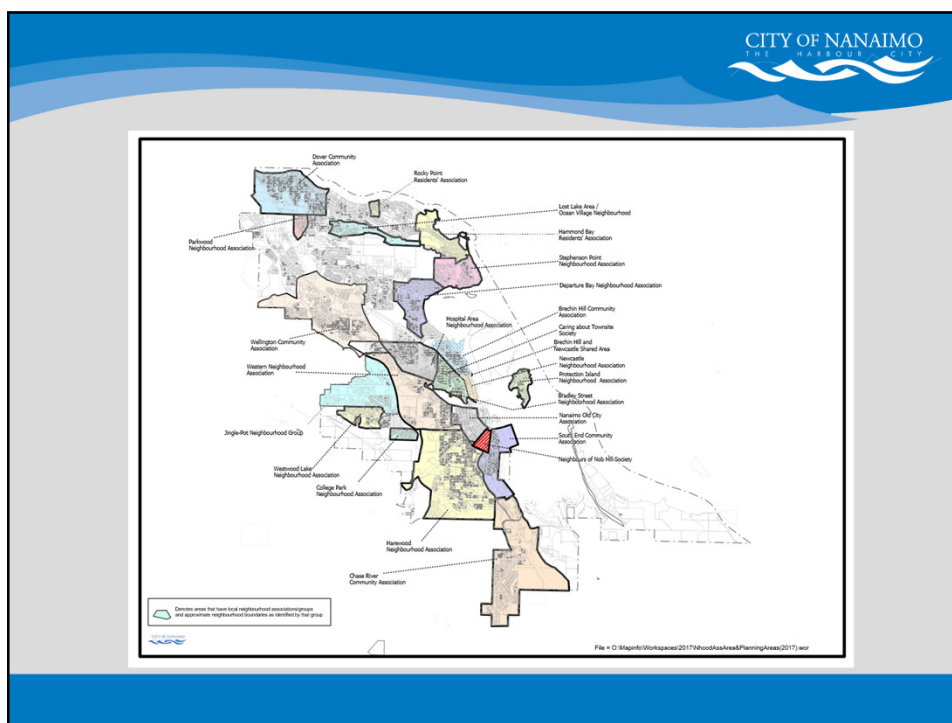 CITY OF NANAIMO
THE HARBOUR CITY
Dover Community
Association
Rocky Point
Residents' Association
Lost Lake Area /
Ocean Village Neighbourhood
Hammond Bay
Residents' Association
Parkwood
Neighbourhood Association
Stephenson Point
Neighbourhood Association
Departure Bay Neighbourhood Association
Brechin Hill Community
Association
Hospital Area
Neighbourhood Association
Caring about Townsite
Society
Wellington Community
Association
Brechin Hill and
Newcastle Shared Area
Newcastle
Neighbourhood Association
Western Neighbourhood
Association
Protection Island
Neighbourhood Association
Bradley Street
Neighbourhood Association
Nanaimo Old City
Association
Jingle-Pot Neighbourhood Group
South End Community
Association
Neighbours of Nob Hill Society
Westwood Lake
Neighbourhood Association
College Park
Neighbourhood Association
Harewood
Neighbourhood Association
Chase River
Community Association
Denotes areas that have local neighbourhood associations/groups
and approximate neighbourhood boundaries as identified by that group
CITY OF NANAIMO
File = O:\Mapinfo\Workspaces\2017\NhoodAssArea&PlanningAreas(2017).wor